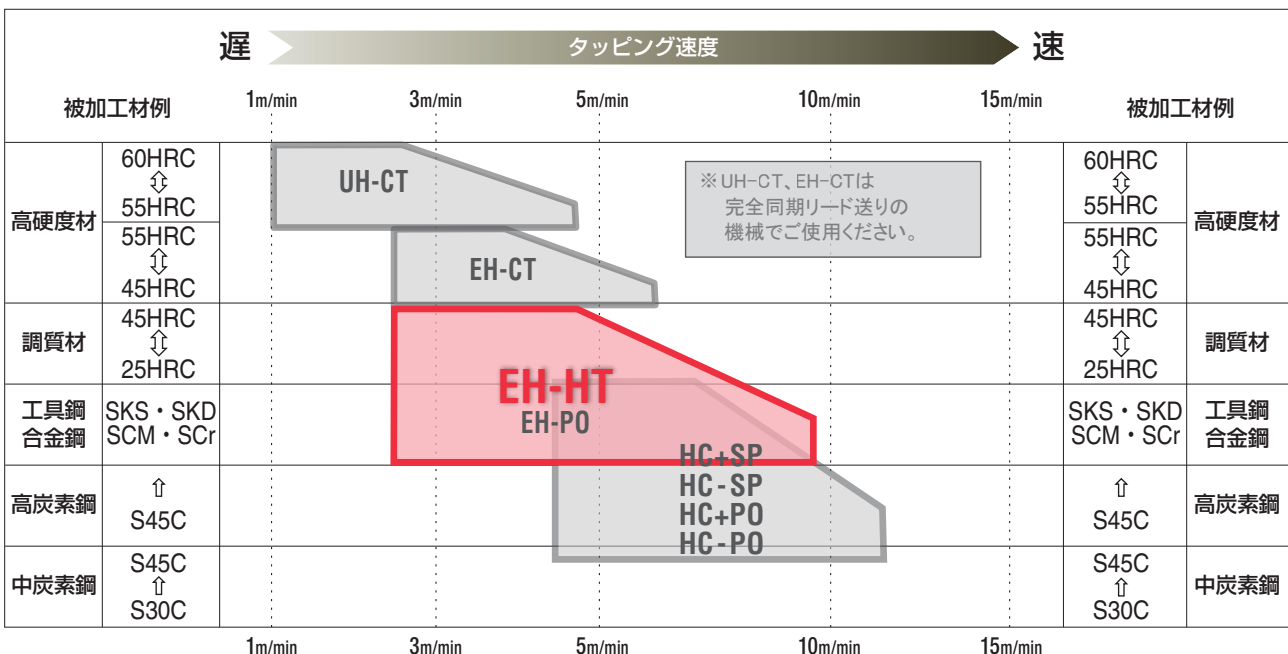 遅 タッピング速度 速
被加工材例 1m/min 3m/min 5m/min 10m/min 15m/min 被加工材例
高硬度材
60HRC
⇕
55HRC
55HRC
⇕
45HRC
調質材
45HRC
⇕
25HRC
工具鋼
合金鋼
SKS・SKD
SCM・SCr
高炭素鋼
⇧
S45C
中炭素鋼
S45C
⇧
S30C
UH-CT
EH-CT
EH-HT
EH-PO
HC+SP
HC-SP
HC+PO
HC-PO
※UH-CT、EH-CTは
完全同期リード送りの
機械でご使用ください。
60HRC
⇕
55HRC
55HRC
⇕
45HRC
高硬度材
45HRC
⇕
25HRC
調質材
SKS・SKD
SCM・SCr
工具鋼
合金鋼
⇧
S45C
高炭素鋼
S45C
⇧
S30C
中炭素鋼
1m/min 3m/min 5m/min 10m/min 15m/min